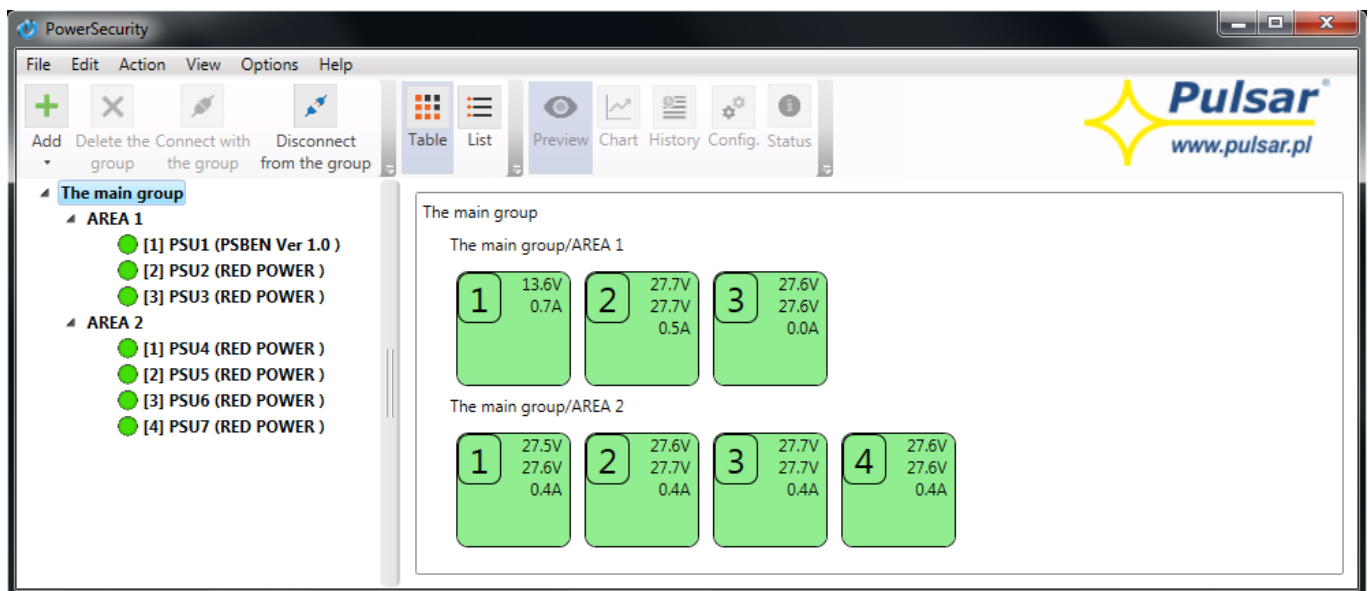 PowerSecurity
File Edit Action View Options Help
Add Delete the group Connect with the group Disconnect from the group Table List Preview Chart History Config. Status
Pulsar®
www.pulsar.pl
The main group
AREA 1
[1] PSU1 (PSBEN Ver 1.0 )
[2] PSU2 (RED POWER )
[3] PSU3 (RED POWER )
AREA 2
[1] PSU4 (RED POWER )
[2] PSU5 (RED POWER )
[3] PSU6 (RED POWER )
[4] PSU7 (RED POWER )
The main group
The main group/AREA 1
1 13.6V
0.7A
2 27.7V
27.7V
0.5A
3 27.6V
27.6V
0.0A
The main group/AREA 2
1 27.5V
27.6V
0.4A
2 27.6V
27.7V
0.4A
3 27.7V
27.7V
0.4A
4 27.6V
27.6V
0.4A